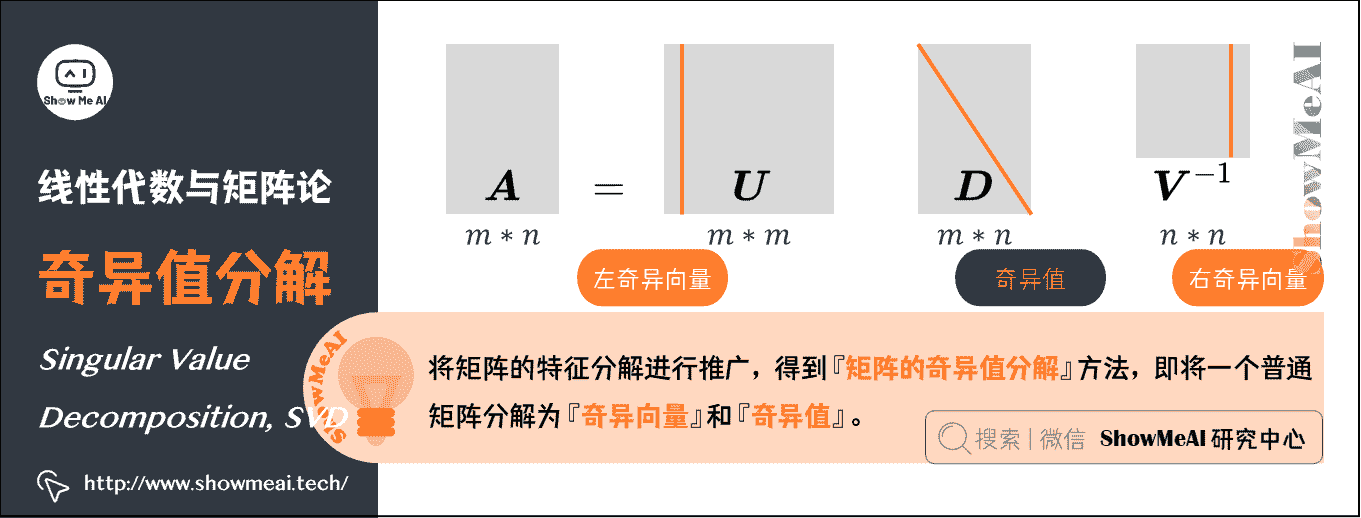 Show Me AI
线性代数与矩阵论
奇异值分解
Singular Value
Decomposition, SVD
http://www.showmeai.tech/
A = U D V⁻¹
m * n m * m m * n n * n
左奇异向量 奇异值 右奇异向量
ShowMeAI
ShowMeAI
将矩阵的特征分解进行推广，得到『矩阵的奇异值分解』方法，即将一个普通
矩阵分解为『奇异向量』和『奇异值』。
搜索 | 微信 ShowMeAI 研究中心